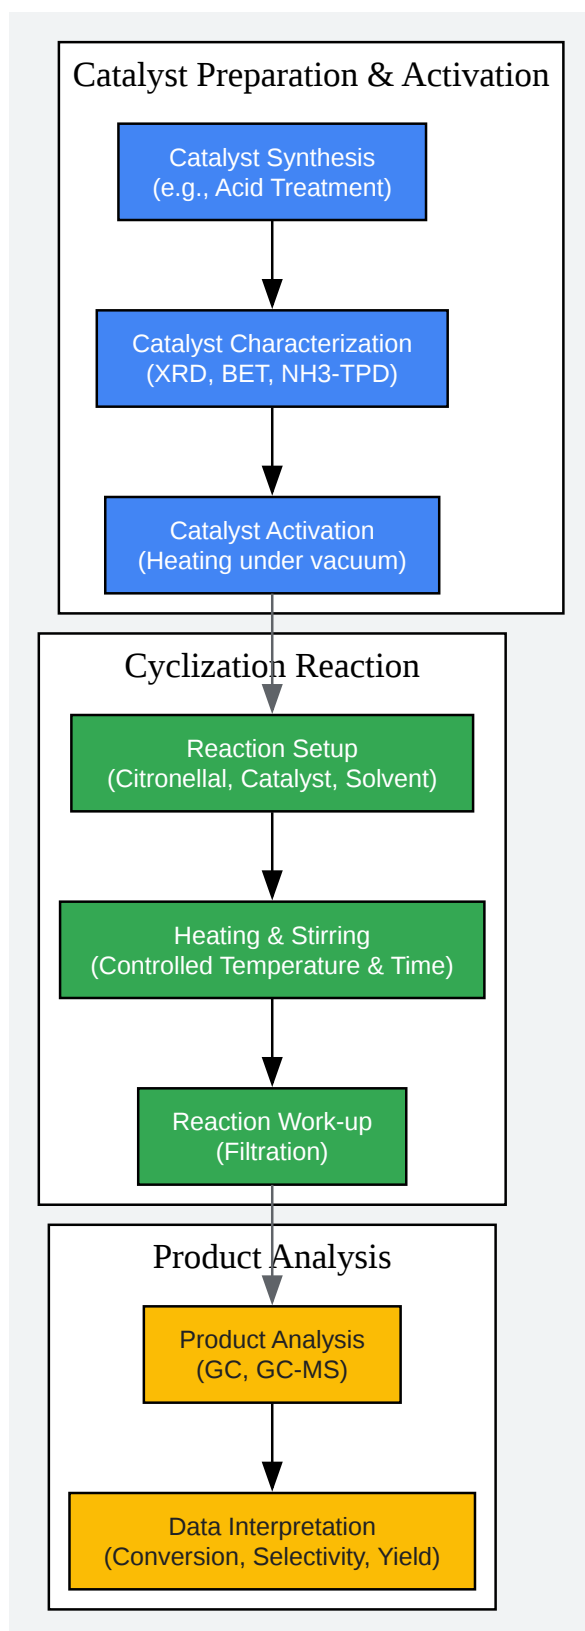 Catalyst Preparation & Activation
Catalyst Synthesis
(e.g., Acid Treatment)
Catalyst Characterization
(XRD, BET, NH3-TPD)
Catalyst Activation
(Heating under vacuum)
Cyclization Reaction
Reaction Setup
(Citronellal, Catalyst, Solvent)
Heating & Stirring
(Controlled Temperature & Time)
Reaction Work-up
(Filtration)
Product Analysis
Product Analysis
(GC, GC-MS)
Data Interpretation
(Conversion, Selectivity, Yield)